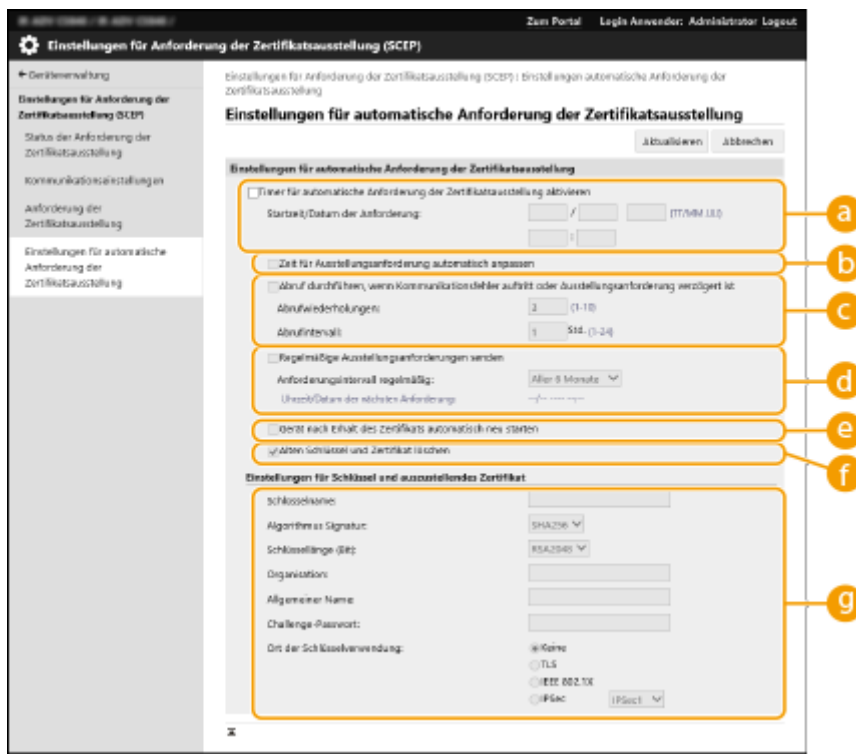 Zum Portal Login Anwender: Administrator Logout
Einstellungen für Anforderung der Zertifikatsausstellung (SCEP)
Geräteverwaltung
Einstellungen für Anforderung der
Zertifikatsausstellung (SCEP)
Status der Anforderung der
Zertifikatsausstellung
Kommunikationseinstellungen
Anforderung der
Zertifikatsausstellung
Einstellungen für automatische
Anforderung der
Zertifikatsausstellung
Einstellungen für Anforderung der Zertifikatsausstellung (SCEP) : Einstellungen automatische Anforderung der
Zertifikatsausstellung
Einstellungen für automatische Anforderung der Zertifikatsausstellung
Aktualisieren Abbrechen
Einstellungen für automatische Anforderung der Zertifikatsausstellung
Timer für automatische Anforderung der Zertifikatsausstellung aktivieren
Startzeit/Datum der Anforderung: / (TT/MM JJJJ)
:
a
Zeit für Ausstellungsanforderung automatisch anpassen
b
Abruf durchführen, wenn Kommunikationsfehler auftritt oder Ausstellungsanforderung verzögert ist
Abrufwiederholungen: (1-10)
Abrufintervall: 1 Std. (1-24)
c
Regelmäßige Ausstellungsanforderungen senden
Anforderungsintervall regelmäßig: Aller 6 Monate
Uhrzeit/Datum der nächsten Anforderung: --/-- ---- --:--
d
Gerät nach Erhalt des Zertifikats automatisch neu starten
e
Alten Schlüssel und Zertifikat löschen
f
Einstellungen für Schlüssel und auszustellendes Zertifikat
Schlüsselname:
Algorithmus Signatur: SHA256
Schlüssellänge (Bit): RSA2048
Organisation:
Allgemeiner Name:
Challenge-Passwort:
Ort der Schlüsselverwendung: Keine
TLS
IEEE 802.1X
IPSec IPSec1
g